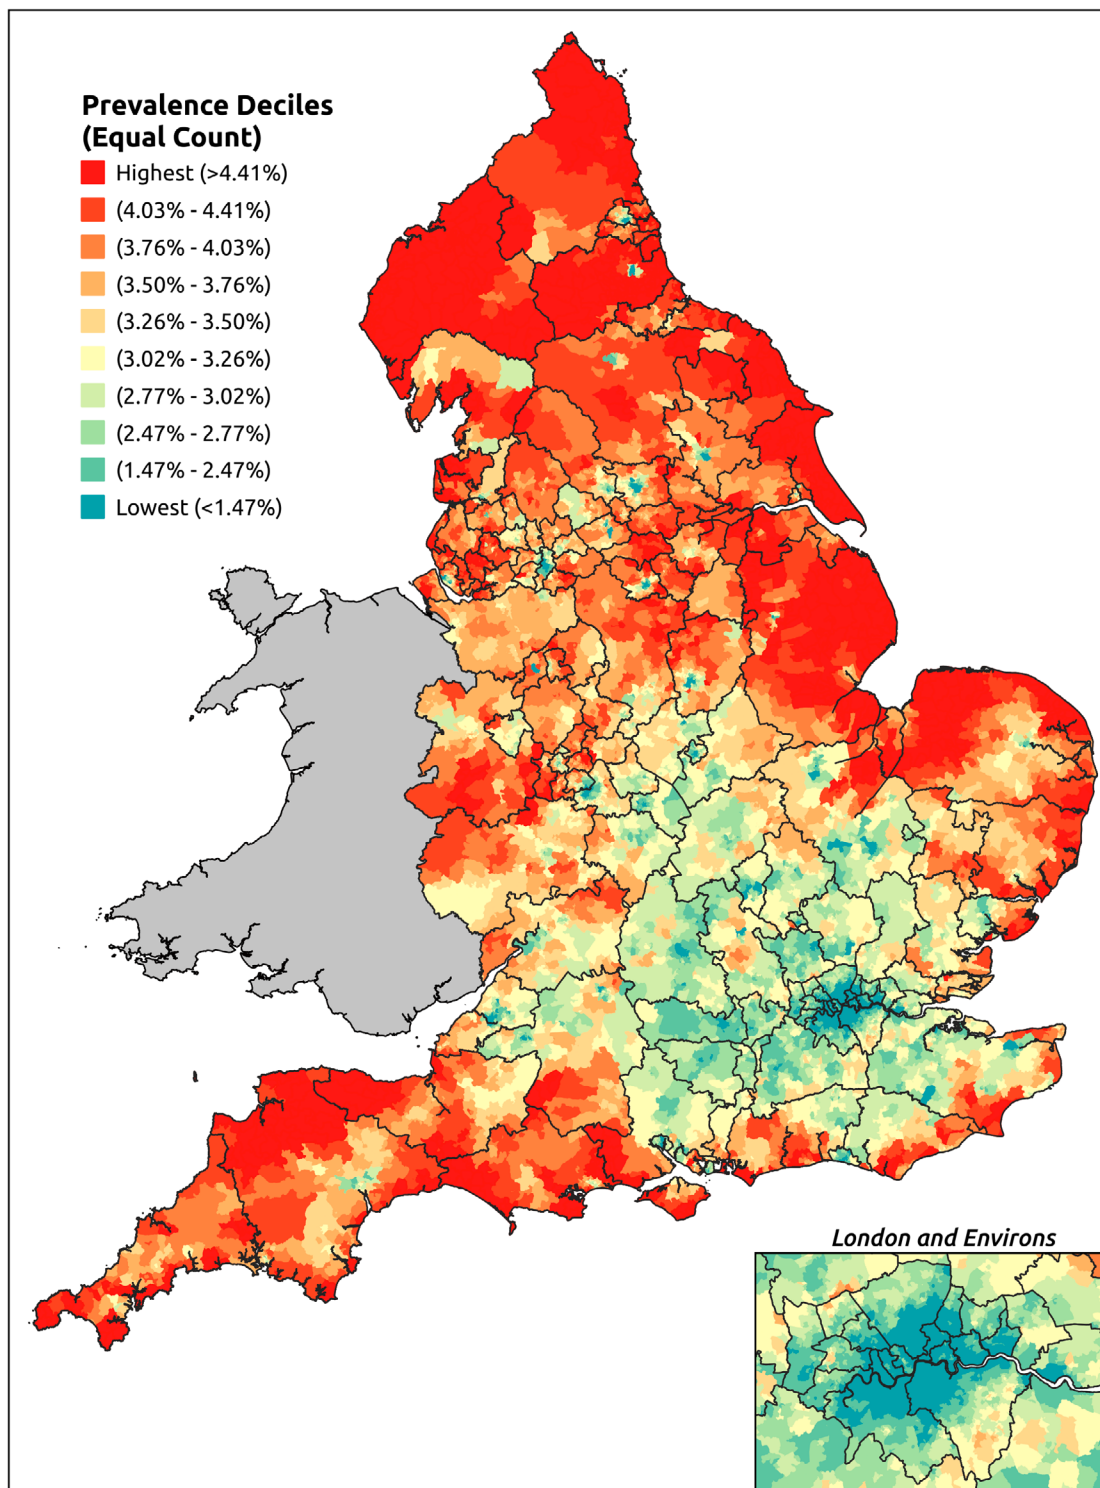 Prevalence Deciles
(Equal Count)
Highest (>4.41%)
(4.03% - 4.41%)
(3.76% - 4.03%)
(3.50% - 3.76%)
(3.26% - 3.50%)
(3.02% - 3.26%)
(2.77% - 3.02%)
(2.47% - 2.77%)
(1.47% - 2.47%)
Lowest (<1.47%)
London and Environs